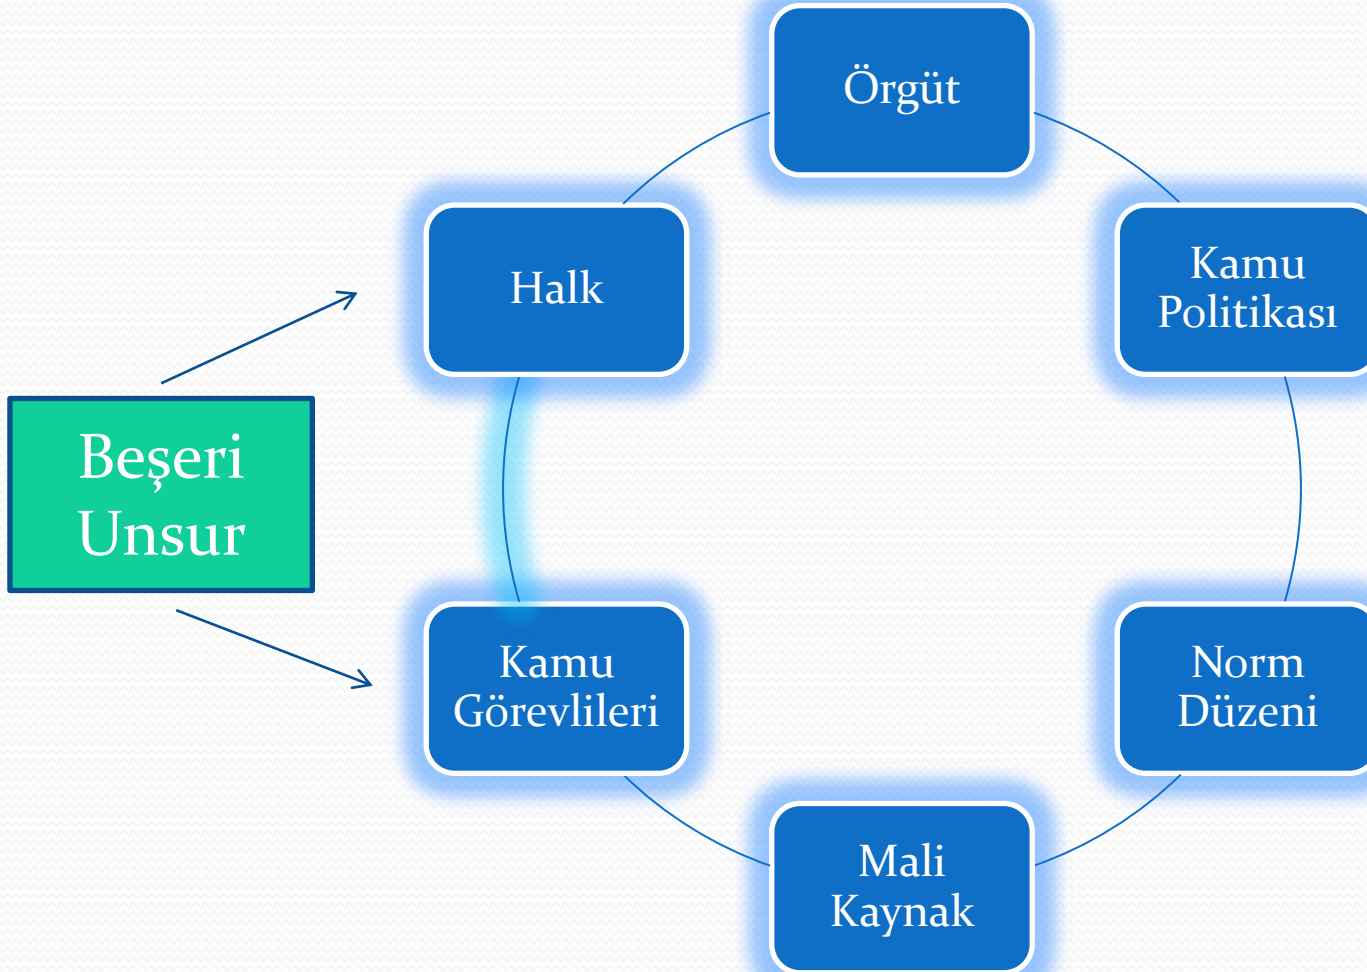 Örgüt
Kamu
Politikası
Norm
Düzeni
Mali
Kaynak
Kamu
Görevlileri
Halk
Beşeri
Unsur